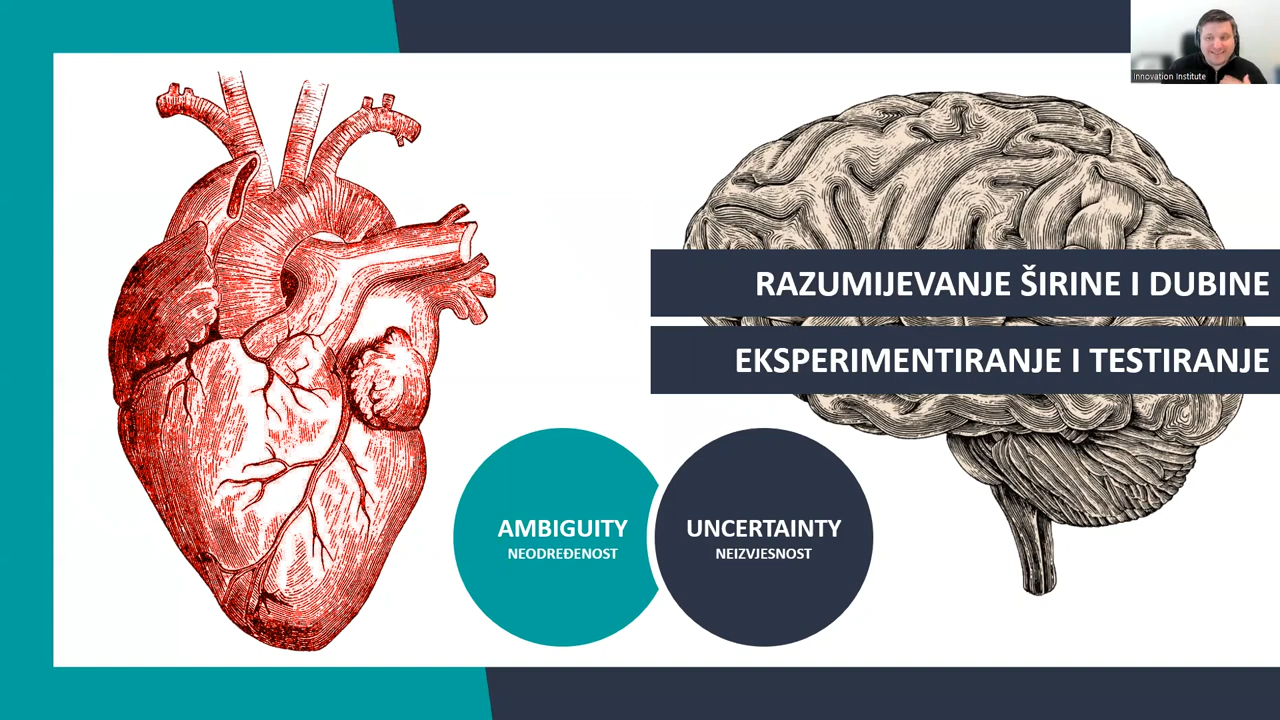 Innovation Institute
RAZUMIJEVANJE ŠIRINE I DUBINE
EKSPERIMENTIRANJE I TESTIRANJE
AMBIGUITY
NEODREĐENOST
UNCERTAINTY
NEIZVJESNOST